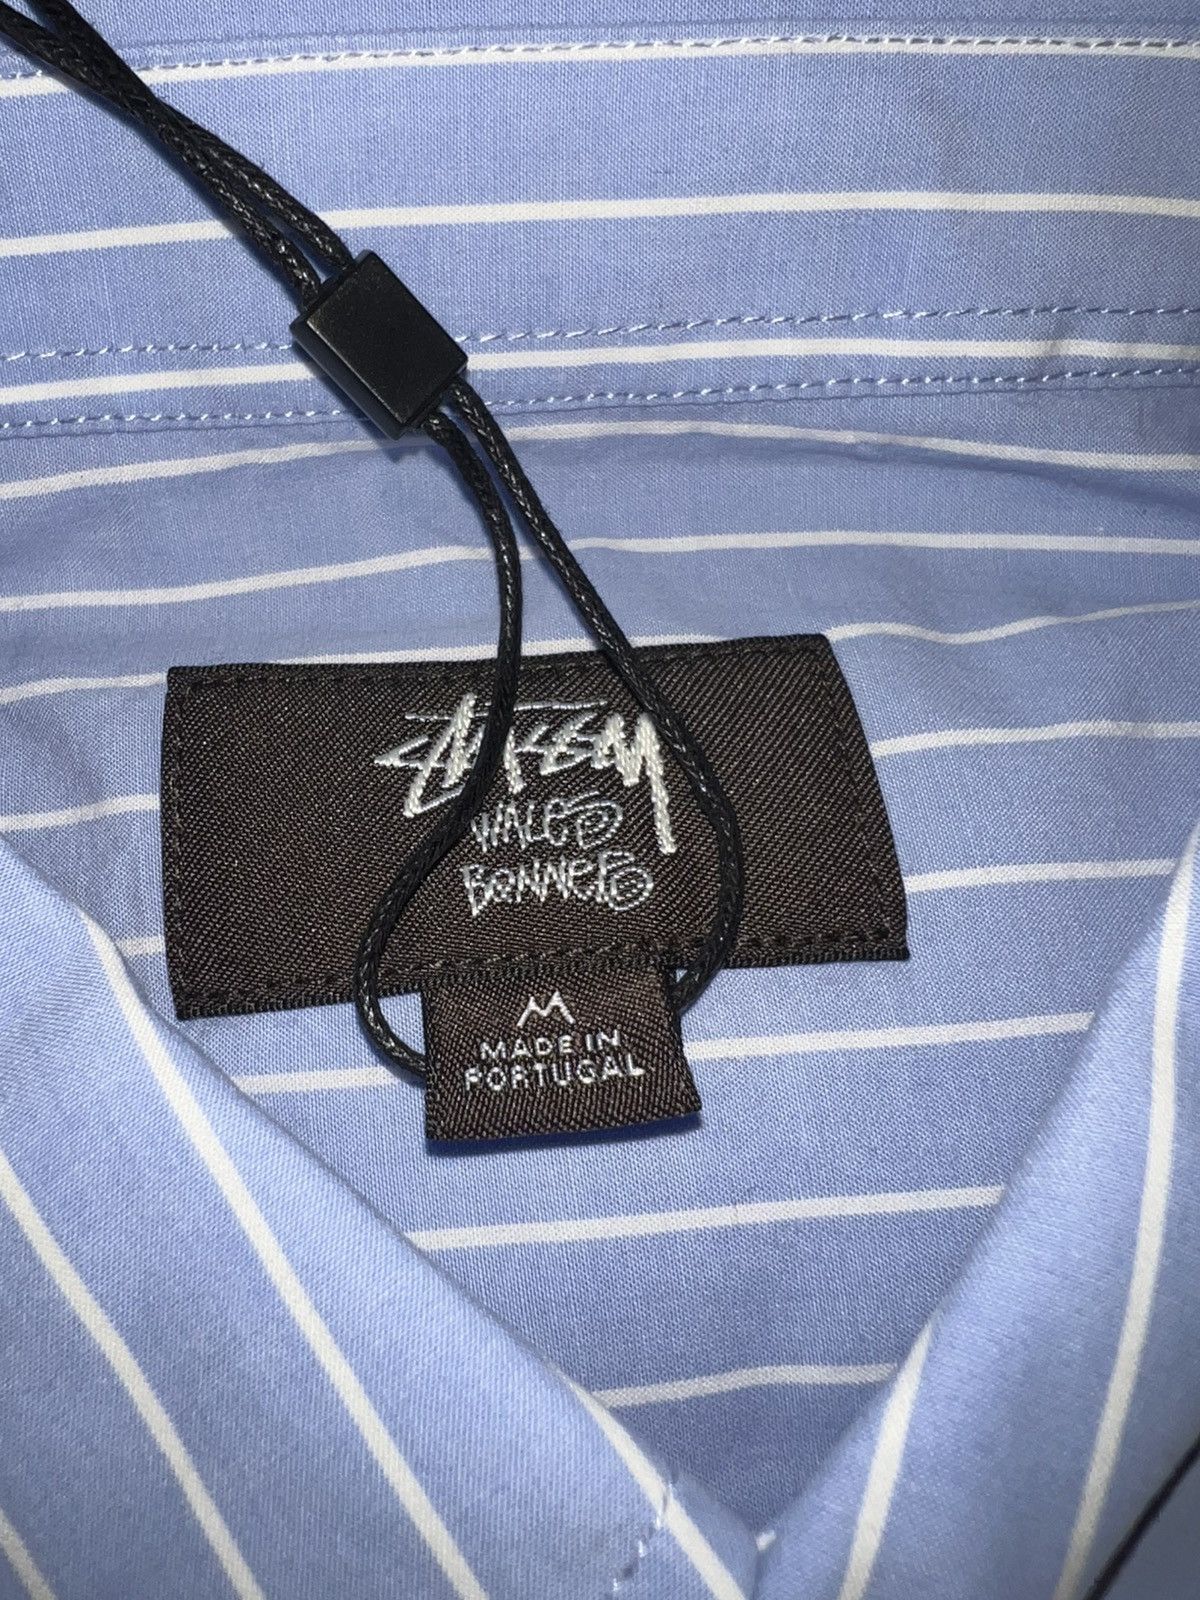 STÜSSY
WALES
BONNER
M
MADE IN
PORTUGAL